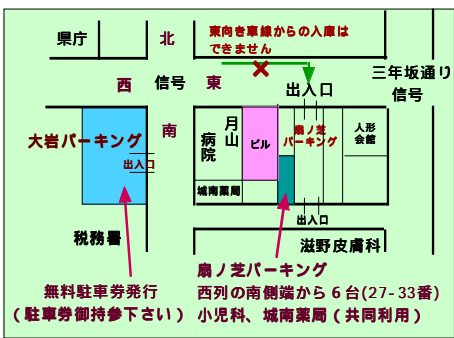 県庁
北
東向き車線からの入庫は
できません
西
信号
東
出入口
三年坂通り
信号
南
大岩パーキング
出入口
月山
病院
ビル
扇ノ芝
パーキング
人形
会館
城南薬局
出入口
税務署
滋野皮膚科
無料駐車券発行
(駐車券御持参下さい)
扇ノ芝パーキング
西列の南側端から6台(27-33番)
小児科、城南薬局(共同利用)